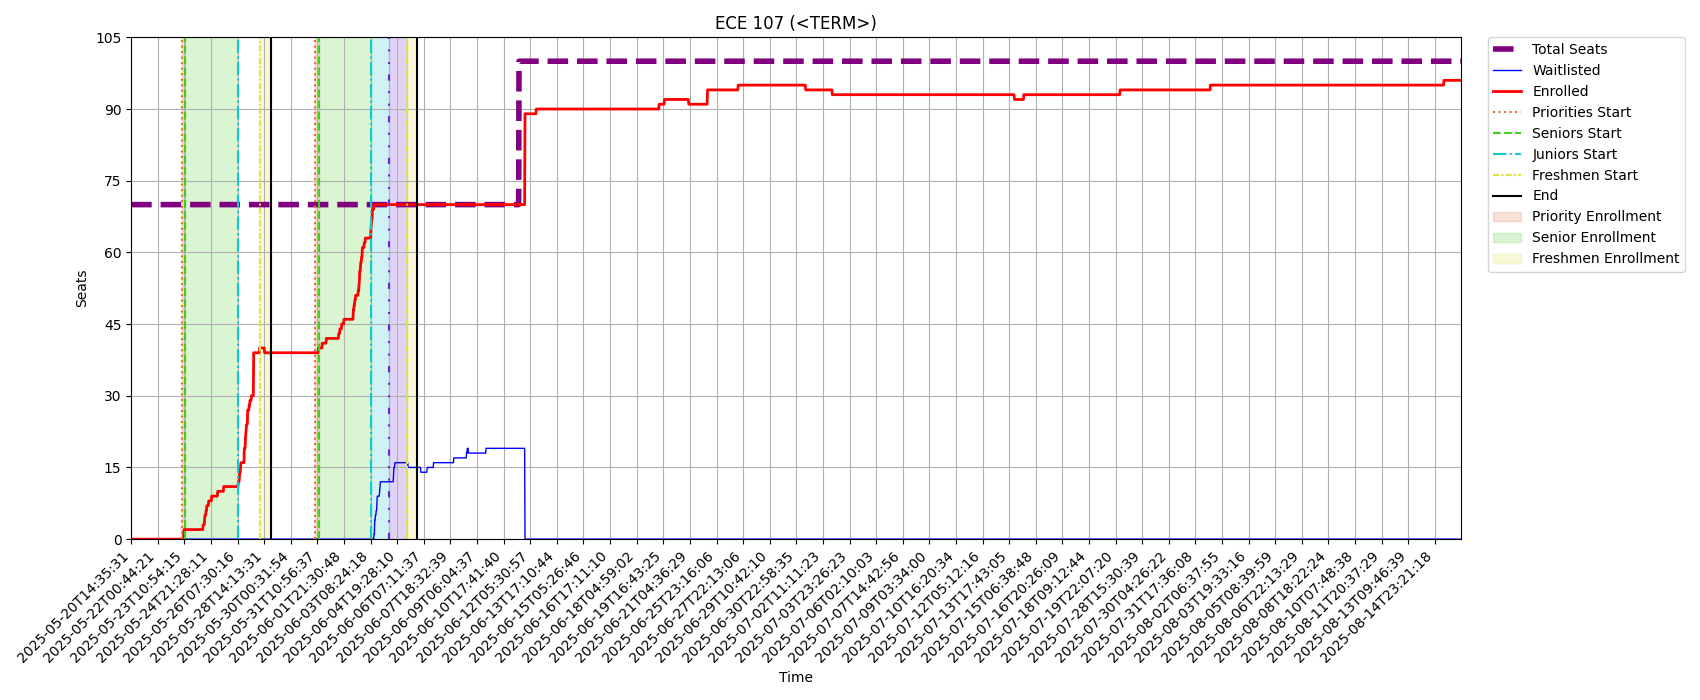 ECE 107 (<TERM>)
105
90
75
60
45
30
15
0
Seats
2025-05-20T14:35:31
2025-05-22T00:44:21
2025-05-23T10:54:15
2025-05-24T21:28:11
2025-05-26T07:30:16
2025-05-28T14:13:31
2025-05-30T00:31:54
2025-05-31T10:56:37
2025-06-01T21:30:48
2025-06-03T08:24:18
2025-06-04T19:28:10
2025-06-06T07:11:37
2025-06-07T18:32:39
2025-06-09T06:04:37
2025-06-10T17:41:40
2025-06-12T05:30:57
2025-06-13T17:10:44
2025-06-15T05:26:46
2025-06-16T17:11:10
2025-06-18T04:59:02
2025-06-19T16:43:25
2025-06-21T04:36:29
2025-06-25T23:16:06
2025-06-27T22:13:06
2025-06-29T10:42:10
2025-06-30T22:58:35
2025-07-02T11:11:23
2025-07-03T23:26:23
2025-07-06T02:10:03
2025-07-07T14:42:56
2025-07-09T03:34:00
2025-07-10T16:20:34
2025-07-12T05:12:16
2025-07-13T17:43:05
2025-07-15T06:38:48
2025-07-16T20:26:09
2025-07-18T09:12:44
2025-07-19T22:07:20
2025-07-28T15:30:39
2025-07-30T04:26:22
2025-07-31T17:36:08
2025-08-02T06:37:55
2025-08-03T19:33:16
2025-08-05T08:39:59
2025-08-06T22:13:29
2025-08-08T18:22:24
2025-08-10T07:48:38
2025-08-11T20:37:29
2025-08-13T09:46:39
2025-08-14T23:21:18
Time
Total Seats
Waitlisted
Enrolled
Priorities Start
Seniors Start
Juniors Start
Freshmen Start
End
Priority Enrollment
Senior Enrollment
Freshmen Enrollment